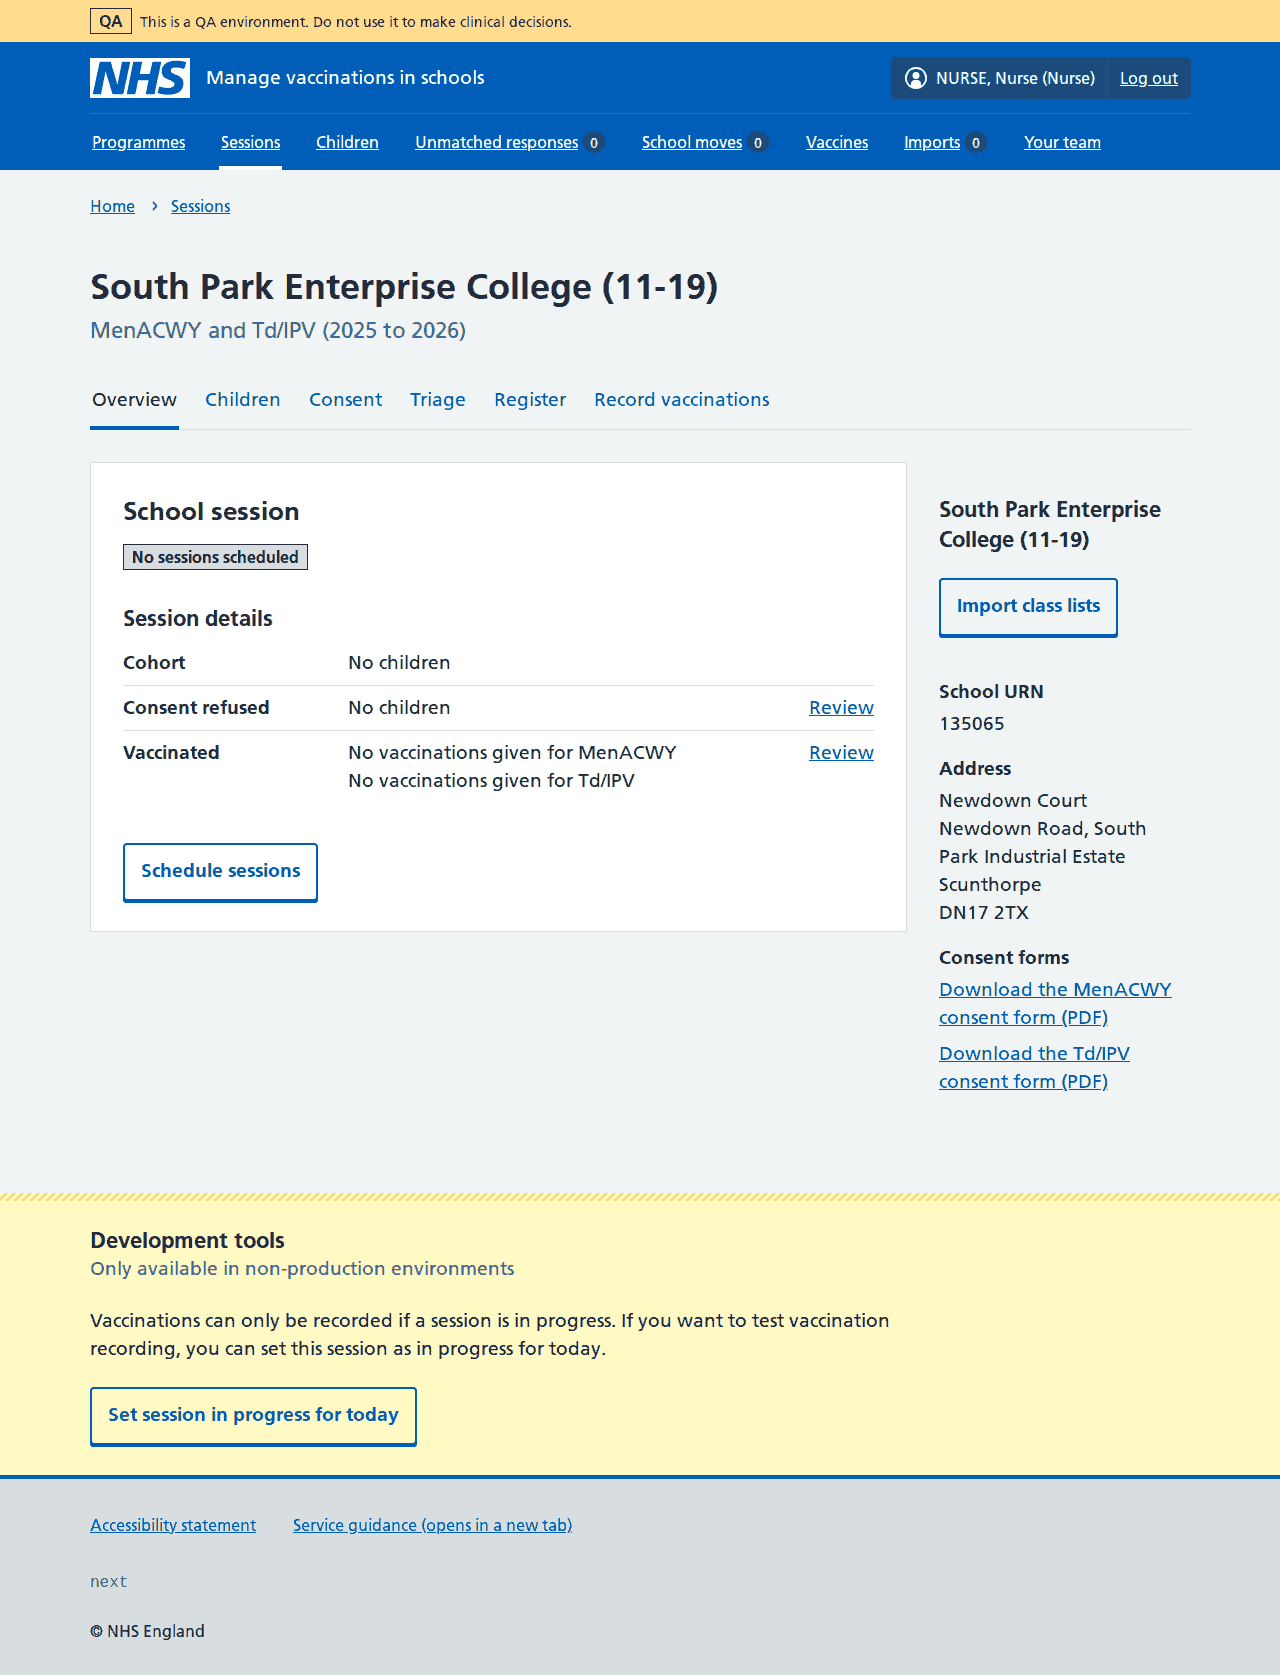 QA This is a QA environment. Do not use it to make clinical decisions.
NHS Manage vaccinations in schools NURSE, Nurse (Nurse) Log out
Programmes Sessions Children Unmatched responses 0 School moves 0 Vaccines Imports 0 Your team
Home › Sessions
South Park Enterprise College (11-19)
MenACWY and Td/IPV (2025 to 2026)
Overview Children Consent Triage Register Record vaccinations
School session
No sessions scheduled
Session details
Cohort No children
Consent refused No children Review
Vaccinated No vaccinations given for MenACWY Review
No vaccinations given for Td/IPV
Schedule sessions
South Park Enterprise
College (11-19)
Import class lists
School URN
135065
Address
Newdown Court
Newdown Road, South
Park Industrial Estate
Scunthorpe
DN17 2TX
Consent forms
Download the MenACWY
consent form (PDF)
Download the Td/IPV
consent form (PDF)
Development tools
Only available in non-production environments
Vaccinations can only be recorded if a session is in progress. If you want to test vaccination
recording, you can set this session as in progress for today.
Set session in progress for today
Accessibility statement Service guidance (opens in a new tab)
next
© NHS England